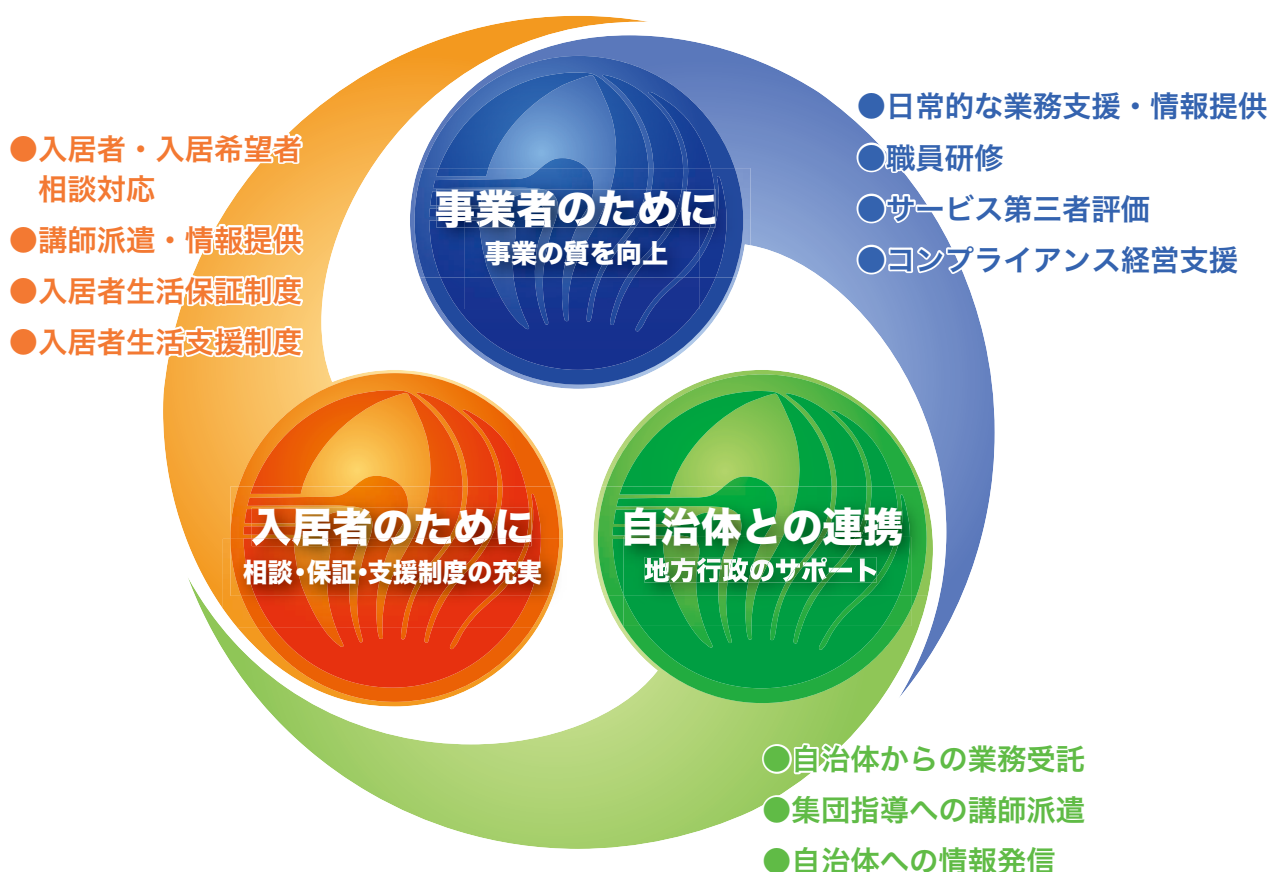 ●入居者・入居希望者
相談対応
●講師派遣・情報提供
●入居者生活保証制度
●入居者生活支援制度
事業者のために
事業の質を向上
●日常的な業務支援・情報提供
●職員研修
●サービス第三者評価
●コンプライアンス経営支援
入居者のために
相談・保証・支援制度の充実
自治体との連携
地方行政のサポート
●自治体からの業務受託
●集団指導への講師派遣
●自治体への情報発信